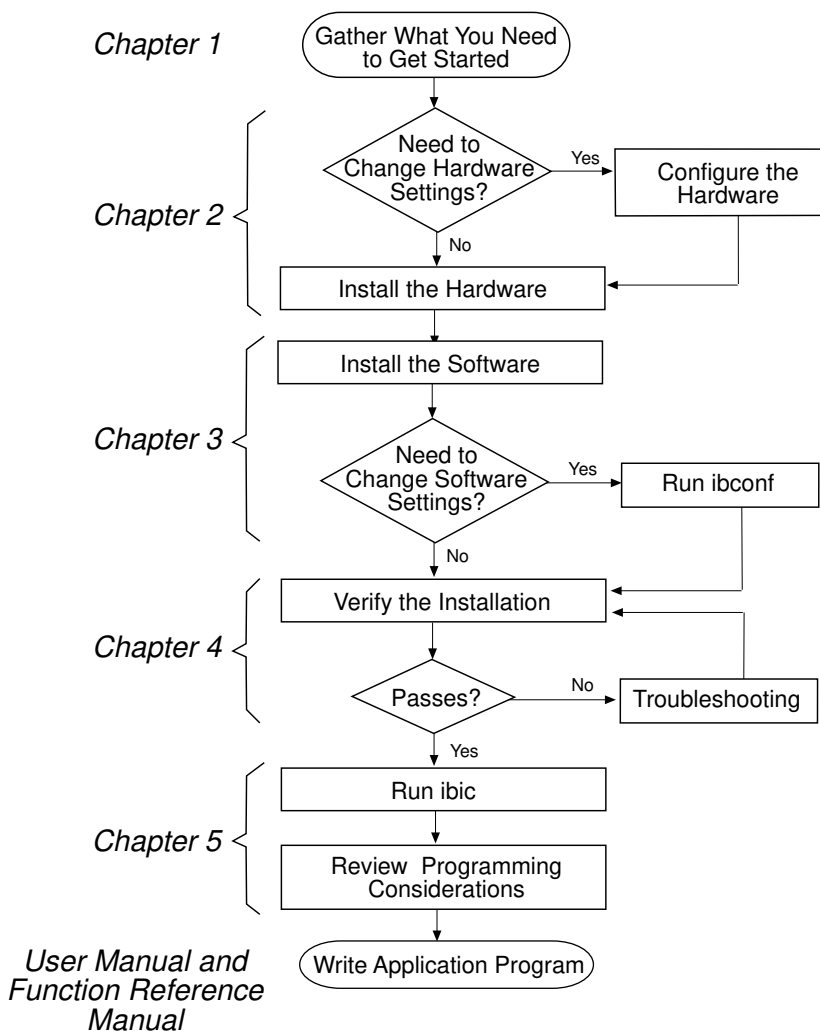 Chapter 1
Gather What You Need
to Get Started
Need to
Change Hardware
Settings?
Yes
Configure the
Hardware
Chapter 2
No
Install the Hardware
Install the Software
Chapter 3
Need to
Change Software
Settings?
Yes
Run ibconf
No
Verify the Installation
Chapter 4
Passes?
No
Troubleshooting
Yes
Run ibic
Chapter 5
Review Programming
Considerations
User Manual and
Function Reference
Manual
Write Application Program